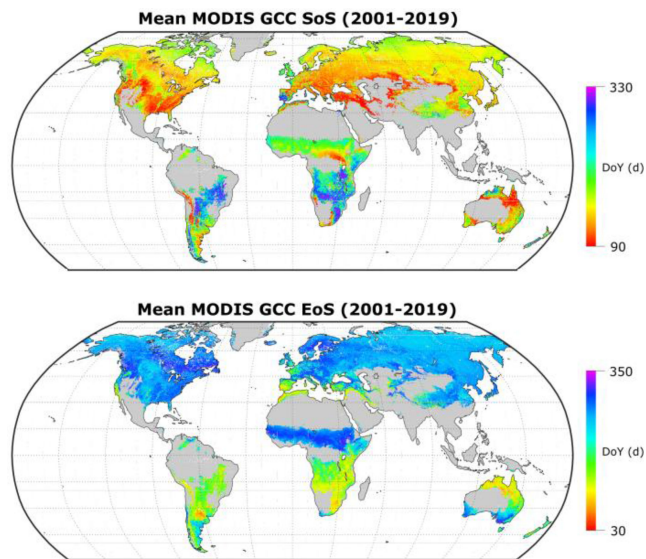 Mean MODIS GCC SoS (2001-2019)
330
DoY (d)
90
Mean MODIS GCC EoS (2001-2019)
350
DoY (d)
30